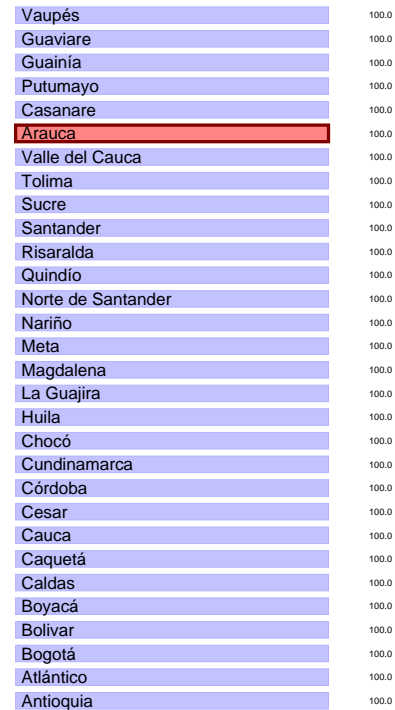 Vaupés 100.0
Guaviare 100.0
Guainía 100.0
Putumayo 100.0
Casanare 100.0
Arauca 100.0
Valle del Cauca 100.0
Tolima 100.0
Sucre 100.0
Santander 100.0
Risaralda 100.0
Quindío 100.0
Norte de Santander 100.0
Nariño 100.0
Meta 100.0
Magdalena 100.0
La Guajira 100.0
Huila 100.0
Chocó 100.0
Cundinamarca 100.0
Córdoba 100.0
Cesar 100.0
Cauca 100.0
Caquetá 100.0
Caldas 100.0
Boyacá 100.0
Bolivar 100.0
Bogotá 100.0
Atlántico 100.0
Antioquia 100.0